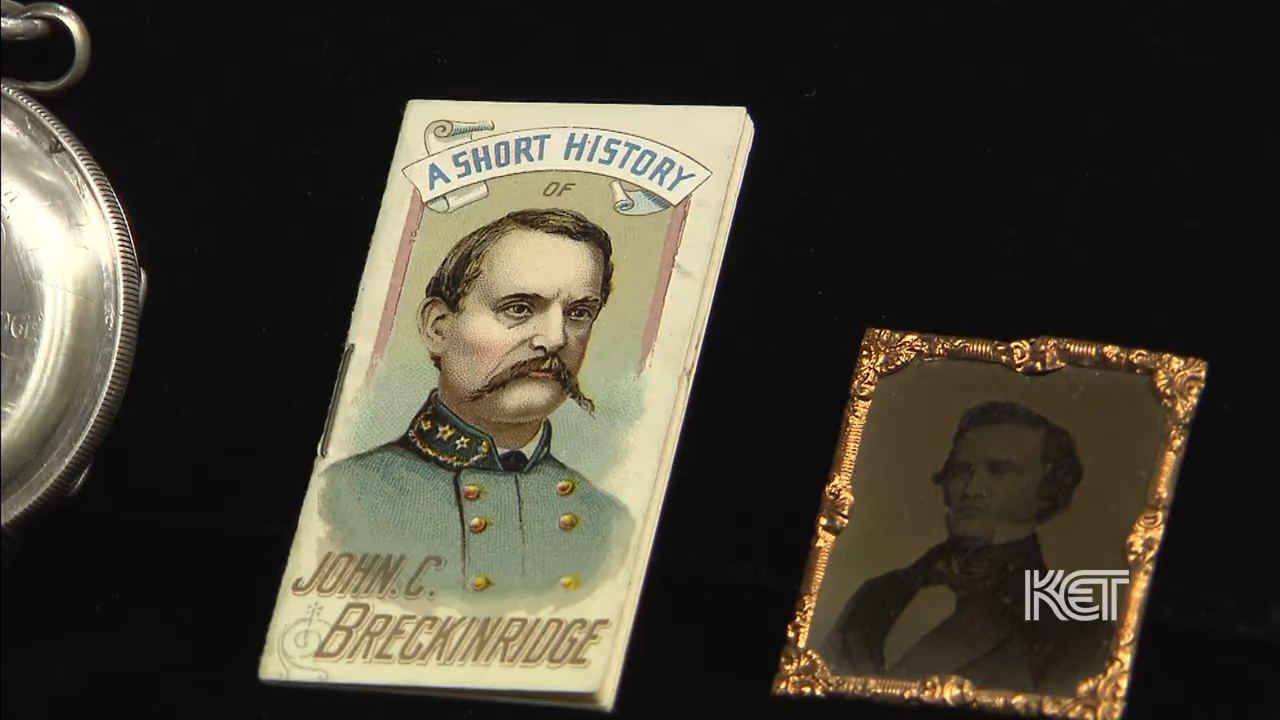 A SHORT HISTORY
OF
JOHN. C.
BRECKINRIDGE
KET